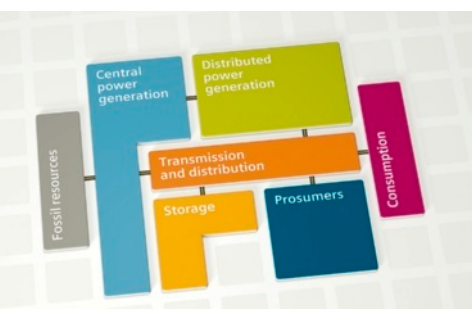 Fossil resources
Central
power
generation
Distributed
power
generation
Transmission
and distribution
Storage
Prosumers
Consumption